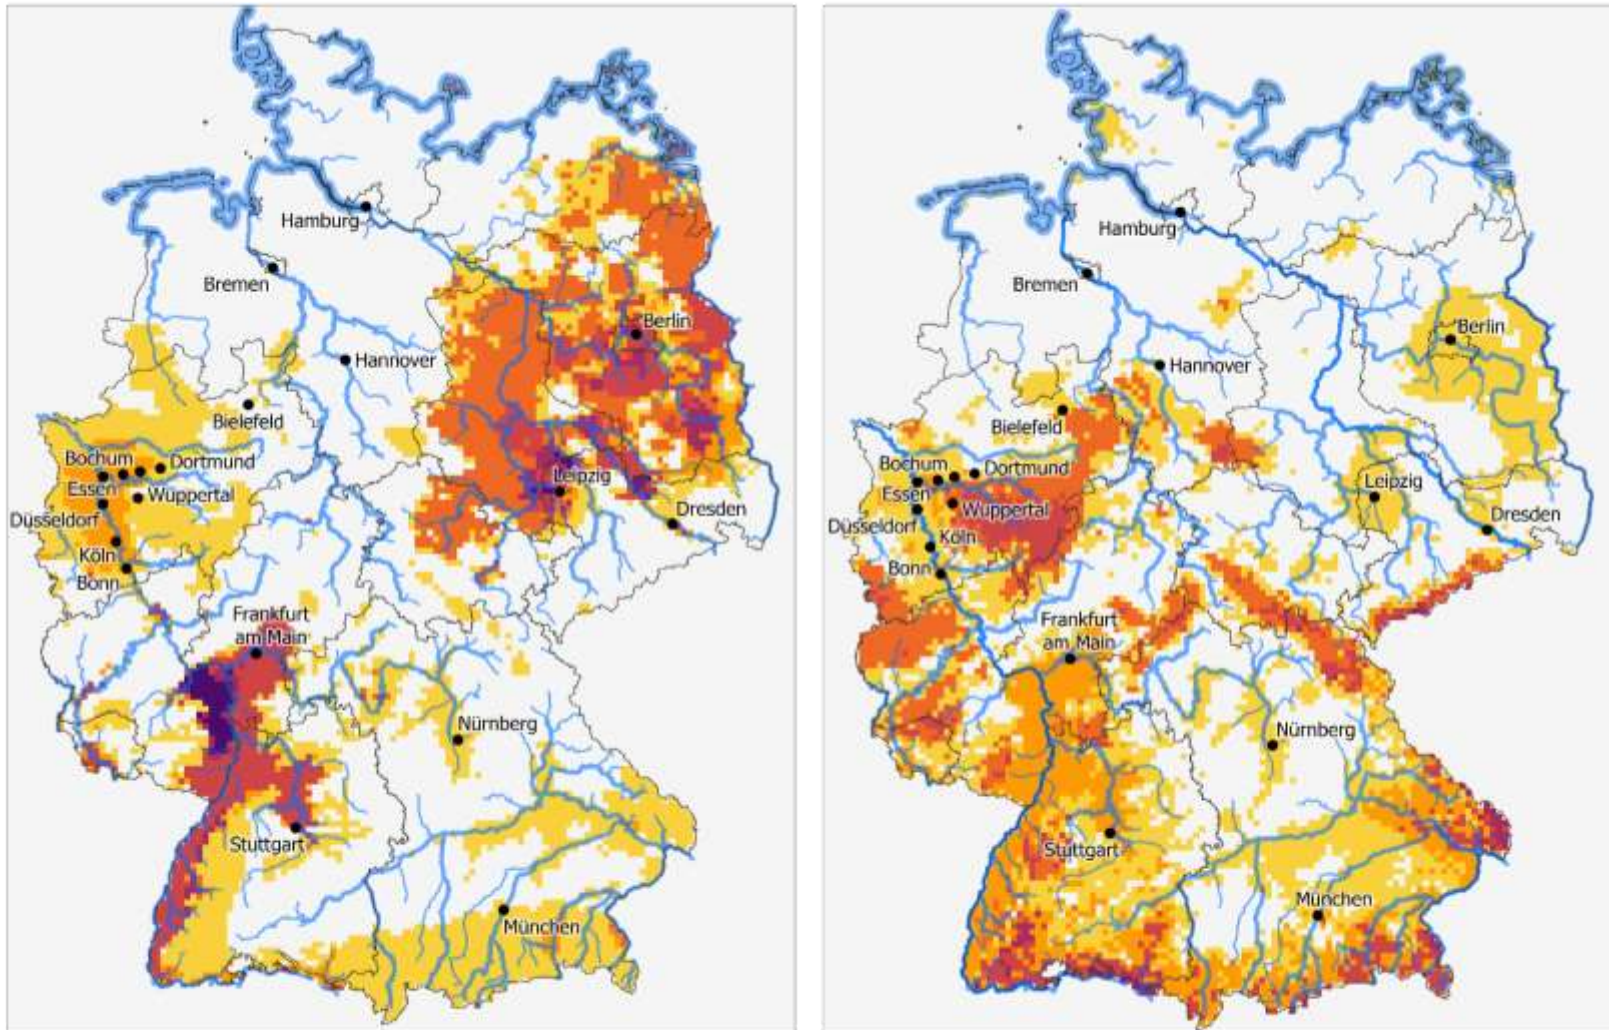 Hamburg
Bremen
Berlin
Hannover
Bielefeld
Bochum
Dortmund
Essen
Wuppertal
Leipzig
Düsseldorf
Dresden
Köln
Bonn
Frankfurt
am Main
Nürnberg
Stuttgart
München
Hamburg
Bremen
Berlin
Hannover
Bielefeld
Bochum
Dortmund
Essen
Wuppertal
Leipzig
Düsseldorf
Dresden
Köln
Bonn
Frankfurt
am Main
Nürnberg
Stuttgart
München